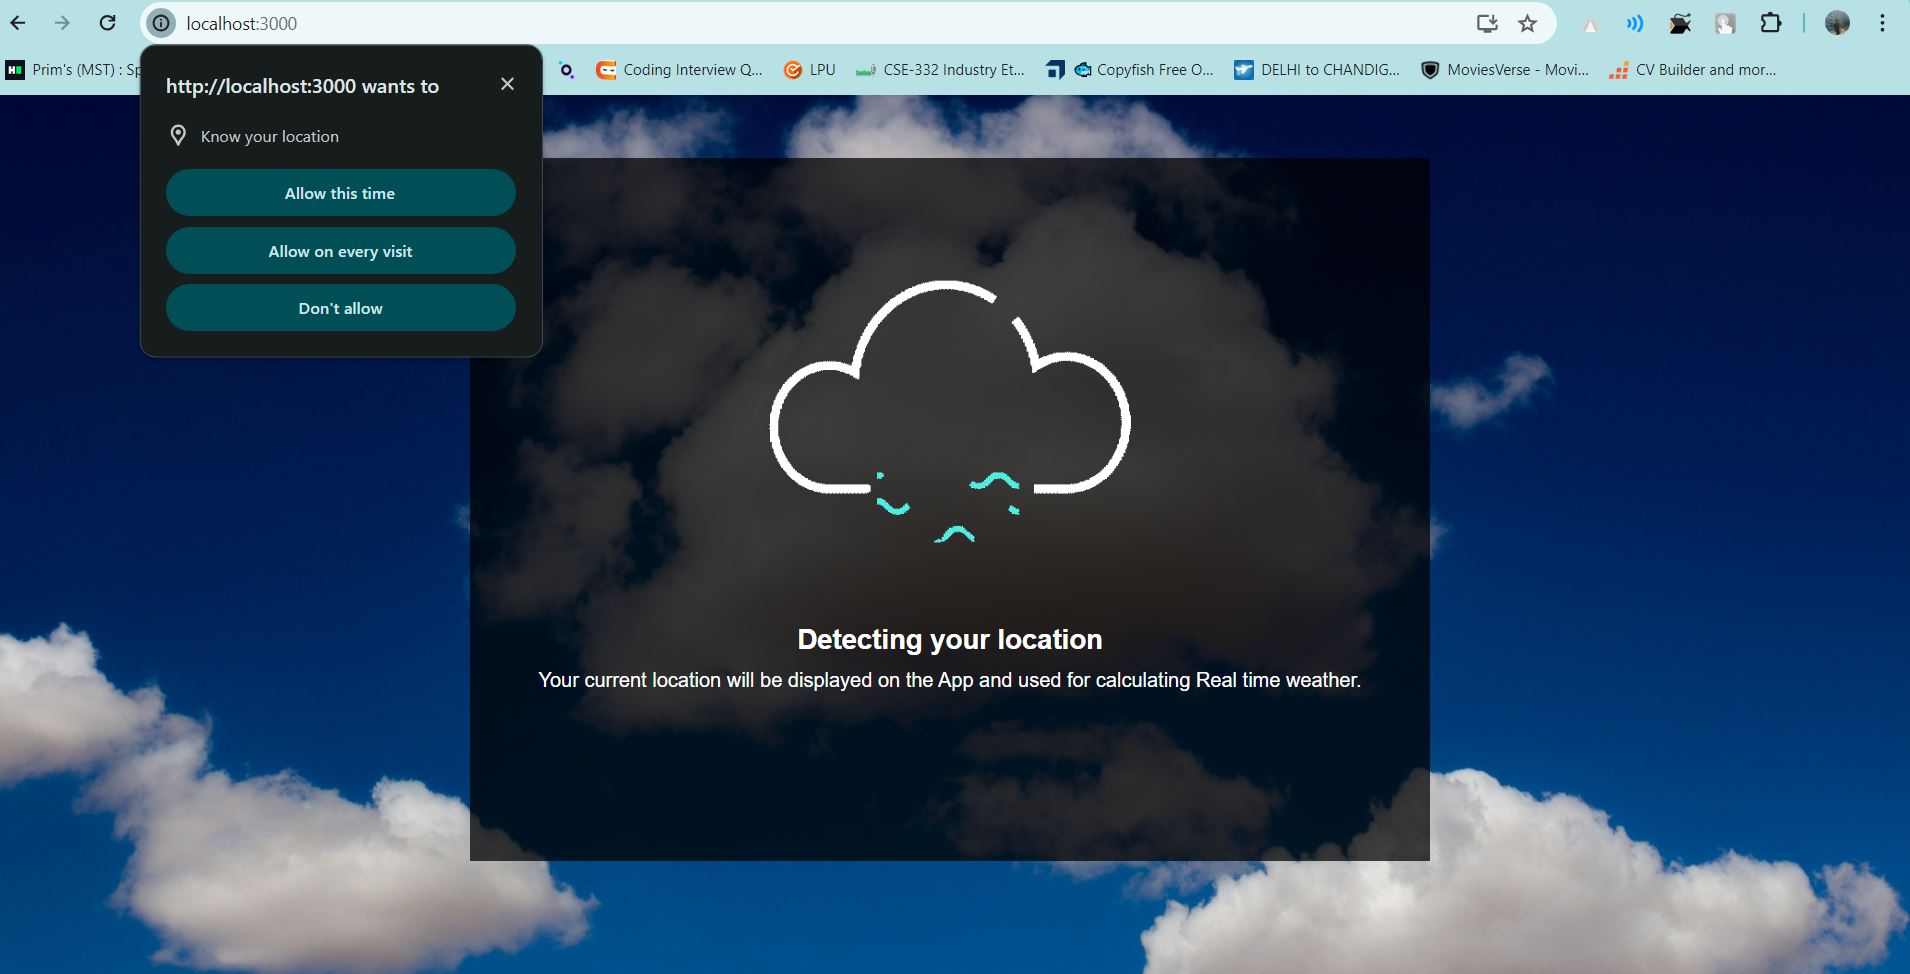 localhost:3000
Prim's (MST) : Sp
Coding Interview Q...
LPU
CSE-332 Industry Et...
Copyfish Free O...
DELHI to CHANDIG...
MoviesVerse - Movi...
CV Builder and mor...
http://localhost:3000 wants to
Know your location
Allow this time
Allow on every visit
Don't allow
Detecting your location
Your current location will be displayed on the App and used for calculating Real time weather.